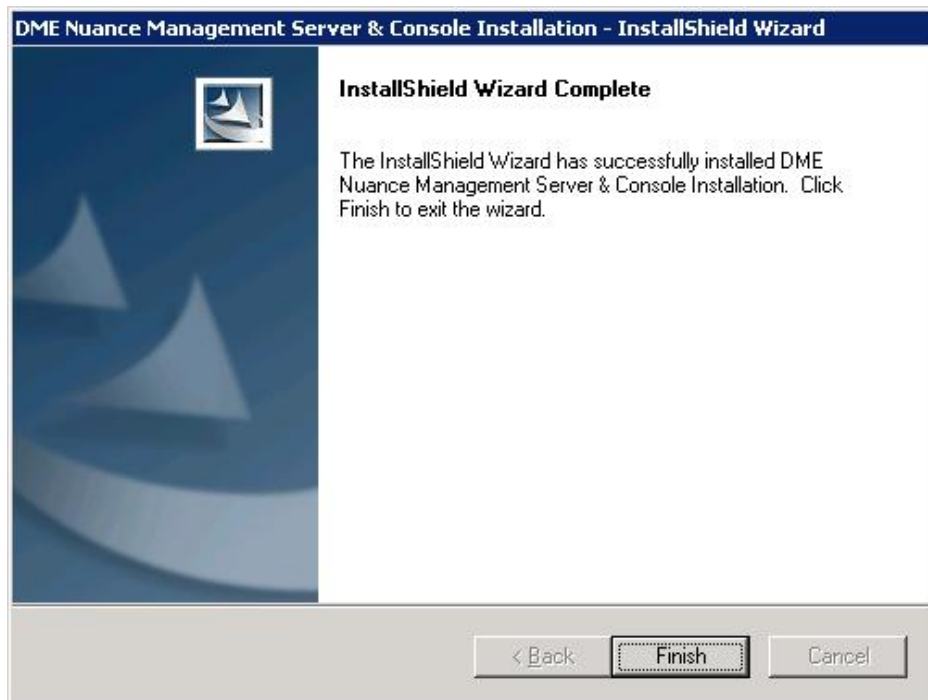 DME Nuance Management Server & Console Installation - InstallShield Wizard
InstallShield Wizard Complete
The InstallShield Wizard has successfully installed DME
Nuance Management Server & Console Installation. Click
Finish to exit the wizard.
< Back Finish Cancel